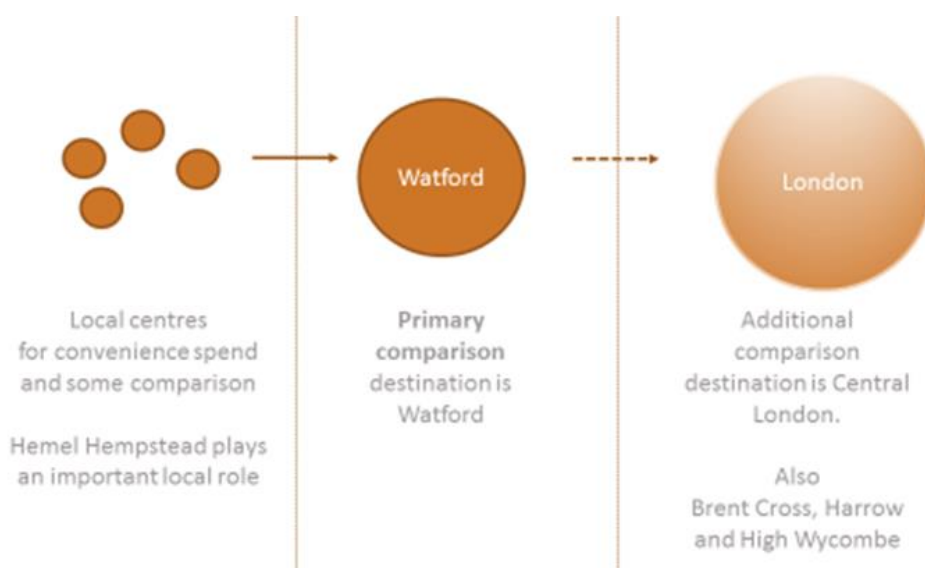 Watford
London
Local centres
for convenience spend
and some comparison
Hemel Hempstead plays
an important local role
Primary
comparison
destination is
Watford
Additional
comparison
destination is Central
London.
Also
Brent Cross, Harrow
and High Wycombe